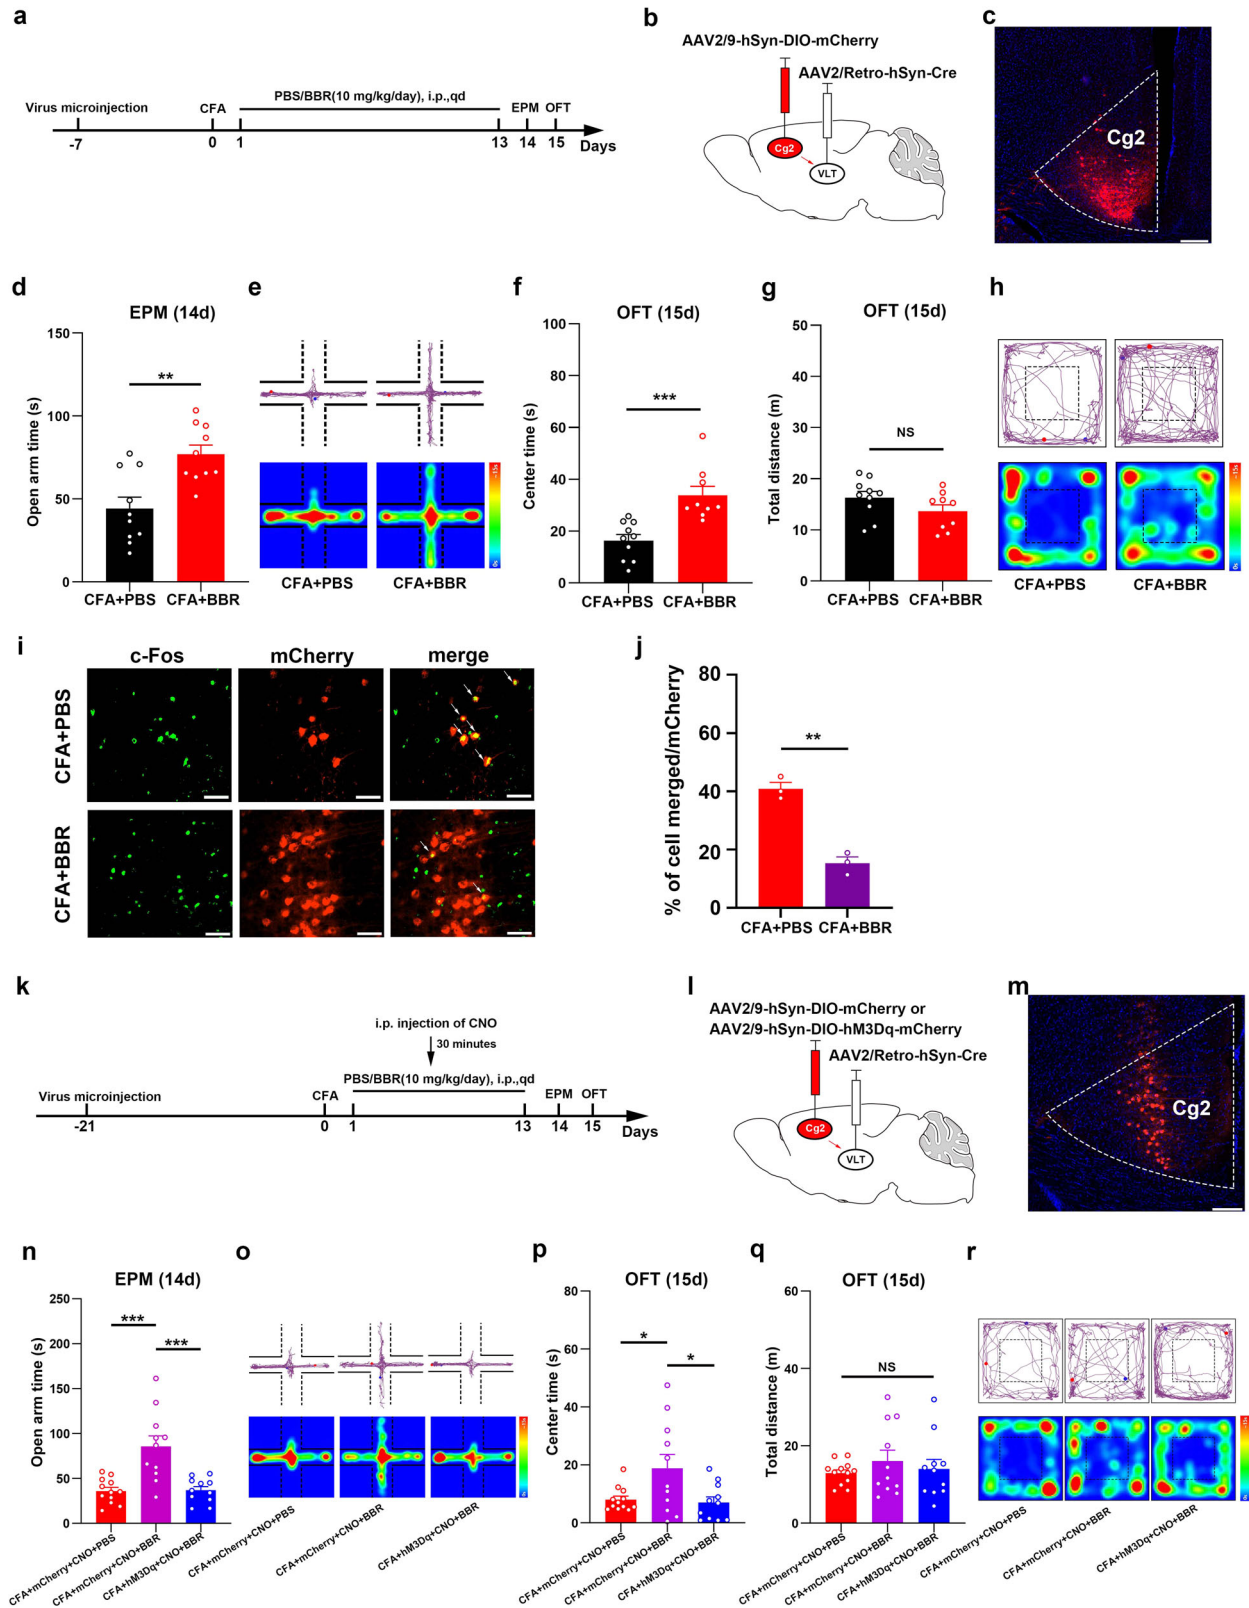 a
Virus microinjection
CFA
PBS/BBR(10 mg/kg/day), i.p.,qd
EPM OFT
-7
0
1
13
14
15
Days
b
AAV2/9-hSyn-DIO-mCherry
AAV2/Retro-hSyn-Cre
Cg2
VLT
c
Cg2
d
EPM (14d)
Open arm time (s)
150
100
50
0
**
CFA+PBS
CFA+BBR
e
CFA+PBS
CFA+BBR
f
OFT (15d)
Center time (s)
100
80
60
40
20
0
***
CFA+PBS
CFA+BBR
g
OFT (15d)
Total distance (m)
50
40
30
20
10
0
NS
CFA+PBS
CFA+BBR
h
CFA+PBS
CFA+BBR
i
c-Fos
mCherry
merge
CFA+PBS
CFA+BBR
j
% of cell merged/mCherry
80
60
40
20
0
**
CFA+PBS
CFA+BBR
k
i.p. injection of CNO
30 minutes
PBS/BBR(10 mg/kg/day), i.p.,qd
Virus microinjection
CFA
EPM
OFT
-21
0
1
13
14
15
Days
l
AAV2/9-hSyn-DIO-mCherry or
AAV2/9-hSyn-DIO-hM3Dq-mCherry
AAV2/Retro-hSyn-Cre
Cg2
VLT
m
Cg2
n
EPM (14d)
Open arm time (s)
250
200
150
100
50
0
***
***
CFA+mCherry+CNO+PBS
CFA+mCherry+CNO+BBR
CFA+hM3Dq+CNO+BBR
o
CFA+mCherry+CNO+PBS
CFA+mCherry+CNO+BBR
CFA+hM3Dq+CNO+BBR
p
OFT (15d)
Center time (s)
80
60
40
20
0
*
*
CFA+mCherry+CNO+PBS
CFA+mCherry+CNO+BBR
CFA+hM3Dq+CNO+BBR
q
OFT (15d)
Total distance (m)
60
40
20
0
NS
CFA+mCherry+CNO+PBS
CFA+mCherry+CNO+BBR
CFA+hM3Dq+CNO+BBR
r
CFA+mCherry+CNO+PBS
CFA+mCherry+CNO+BBR
CFA+hM3Dq+CNO+BBR